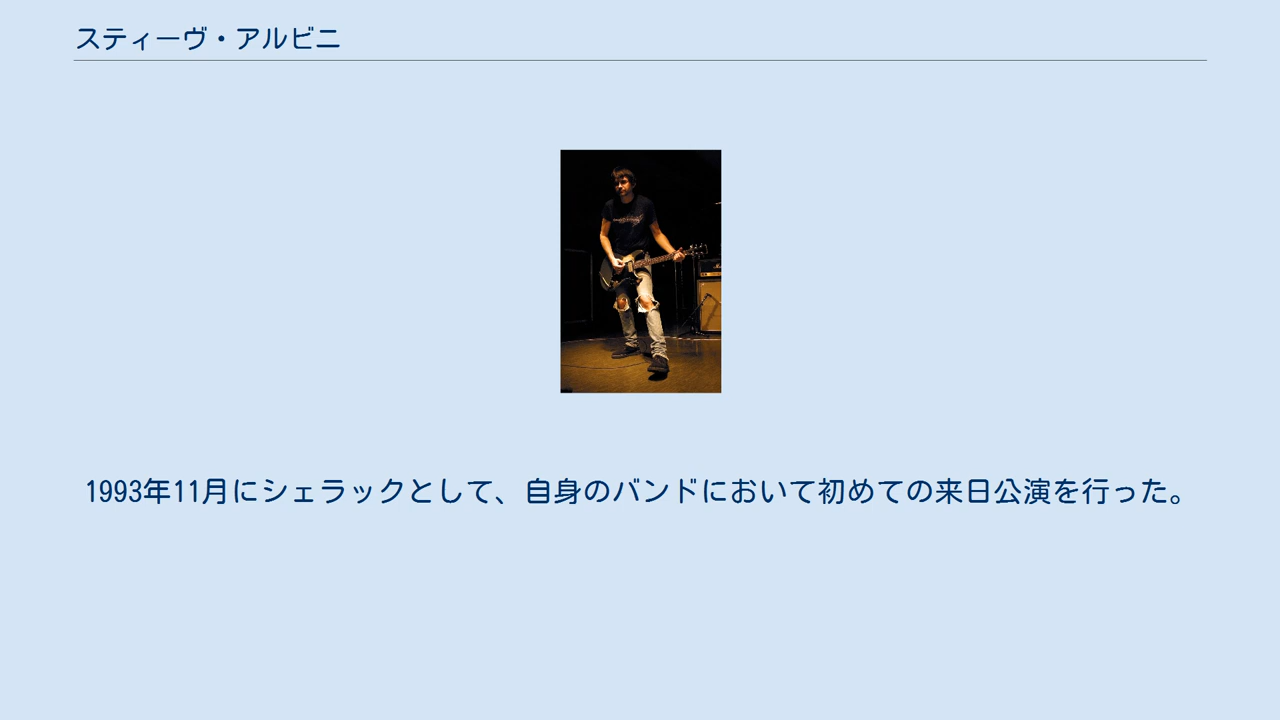 スティーヴ・アルビニ
1993年11月にシェラックとして、自身のバンドにおいて初めての来日公演を行った。